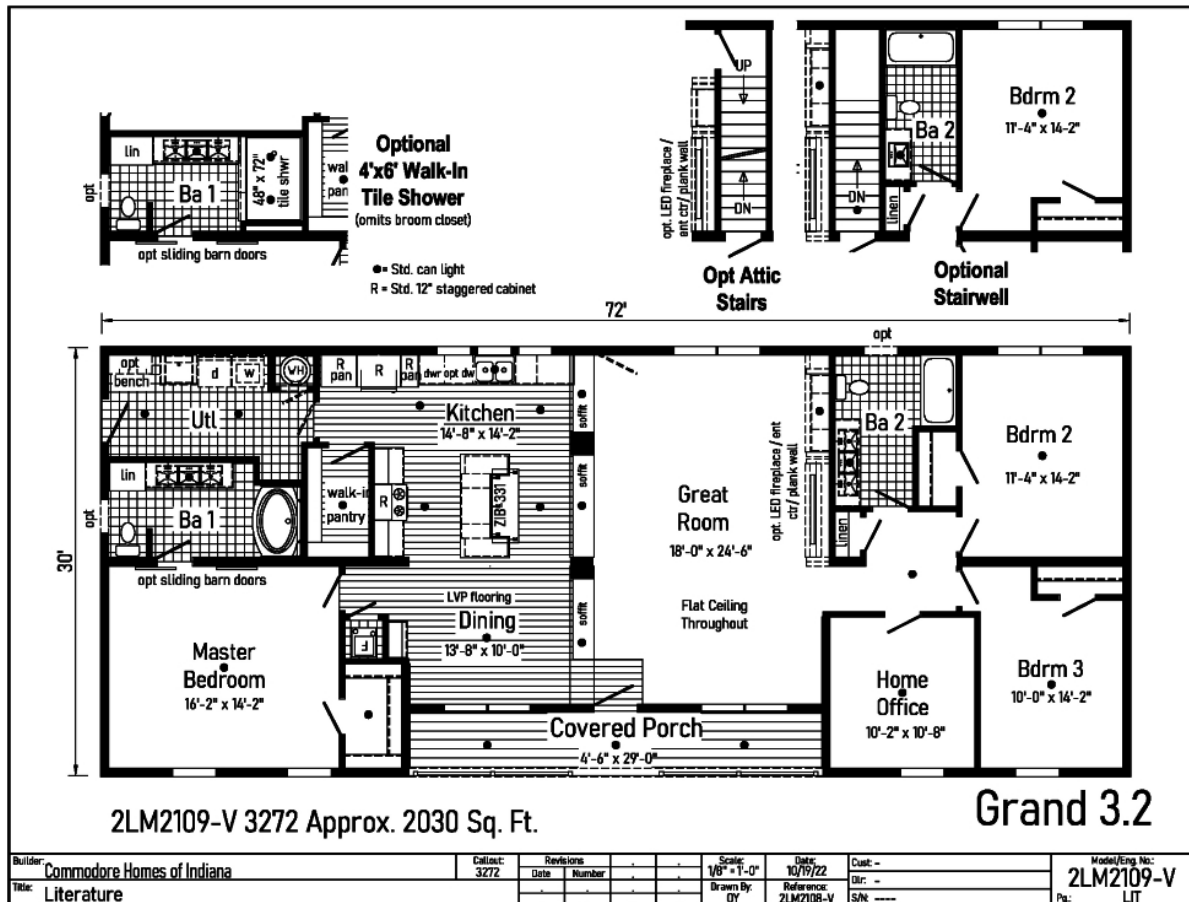 Optional
4'x6' Walk-In
Tile Shower
(omits broom closet)
lin
Ba 1
48" x 72"
tile shwr
wal
pan
opt
opt sliding barn doors
●= Std. can light
R = Std. 12" staggered cabinet
UP
DN
opt. LED fireplace /
ent ctr/ plank wall
Opt Attic
Stairs
DN
linen
Ba 2
Bdrm 2
11'-4" x 14'-2"
Optional
Stairwell
72'
30'
opt
opt
bench
d
w
WH
Utl
R
pan
R
R
pan
dwr
opt dw
Kitchen
14'-8" x 14'-2"
soffit
soffit
soffit
lin
Ba 1
opt
opt sliding barn doors
walk-in
pantry
R
ZIBK331
Great
Room
18'-0" x 24'-6"
Flat Ceiling
Throughout
opt. LED fireplace / ent
ctr/ plank wall
Ba 2
linen
Bdrm 2
11'-4" x 14'-2"
LVP flooring
Dining
13'-8" x 10'-0"
F
Master
Bedroom
16'-2" x 14'-2"
Covered Porch
4'-6" x 29'-0"
Home
Office
10'-2" x 10'-8"
Bdrm 3
10'-0" x 14'-2"
2LM2109-V 3272 Approx. 2030 Sq. Ft.
Grand 3.2
Builder: Commodore Homes of Indiana
Title: Literature
Callout:
3272
Revisions
Date Number
Scale:
1/8" = 1'-0"
Drawn By:
DY
Date:
10/19/22
Reference:
2LM2108-V
Cust: -
Dlr: -
S/N: ----
Model/Eng. No.:
2LM2109-V
Pg.: LIT